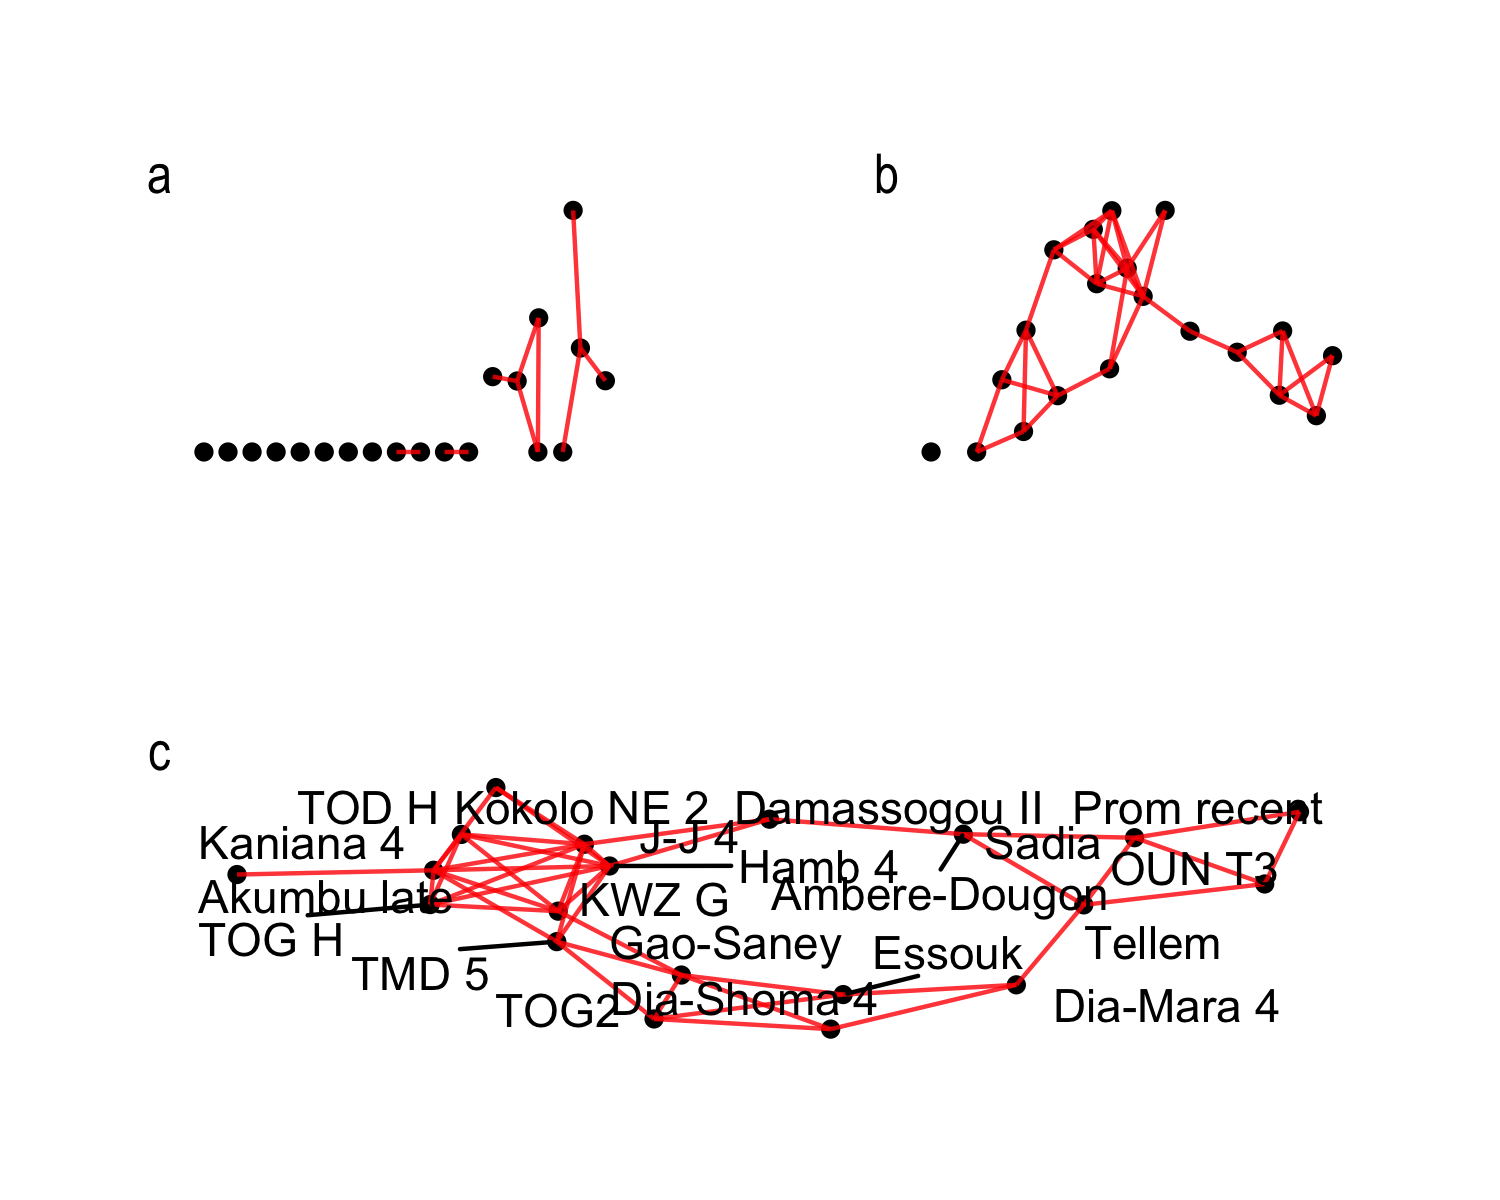 a
b
c
TOD H
Kokolo NE 2
Damassogou II
Prom recent
Kaniana 4
J-J 4
Sadia
Hamb 4
OUN T3
Akumbu late
KWZ G
Ambere-Dougon
TOG H
Gao-Saney
Essouk
Tellem
TMD 5
TOG2
Dia-Shoma 4
Dia-Mara 4